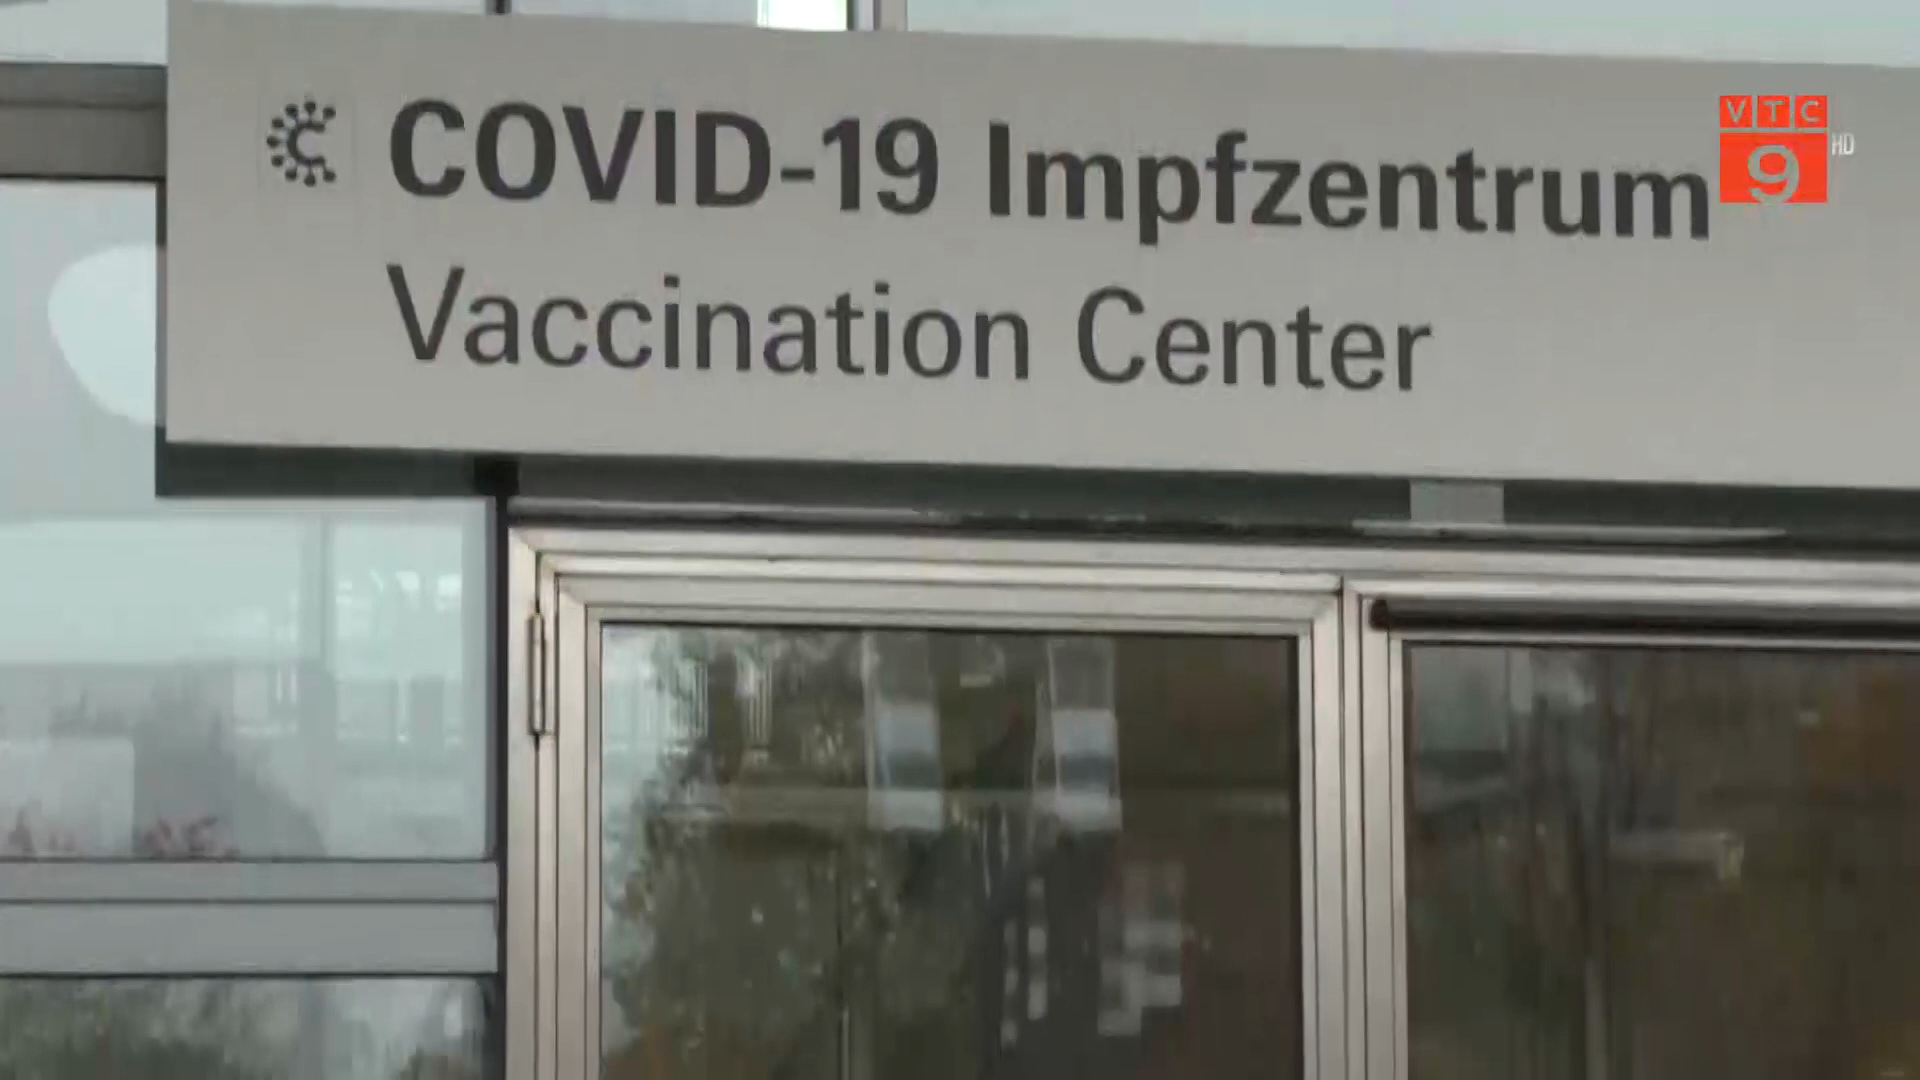 COVID-19 Impfzentrum
Vaccination Center
VTC
9
HD